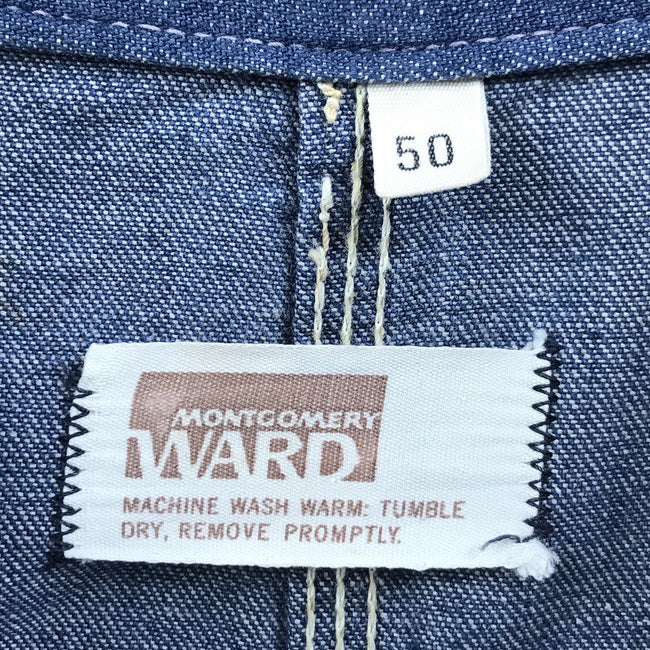 50
MONTGOMERY
WARD
MACHINE WASH WARM: TUMBLE
DRY, REMOVE PROMPTLY.